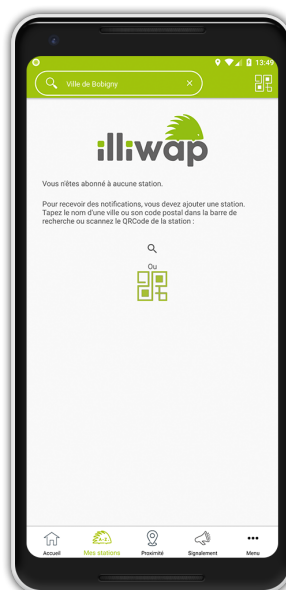 13:49
Ville de Bobigny
illiwap
Vous n'êtes abonné à aucune station.
Pour recevoir des notifications, vous devez ajouter une station.
Tapez le nom d'une ville ou son code postal dans la barre de
recherche ou scannez le QRCode de la station :
Ou
Accueil Mes stations Proximité Signalement Menu